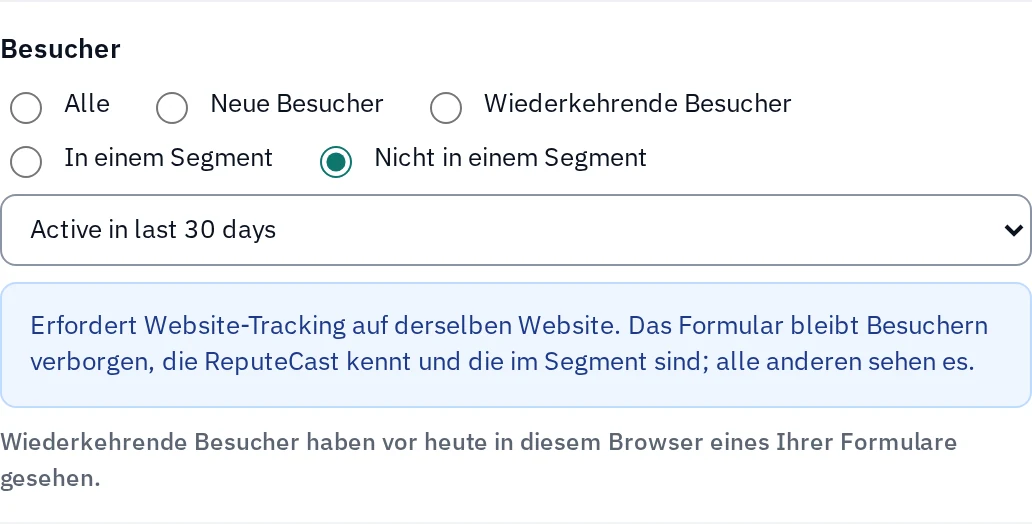 Besucher
Alle Neue Besucher Wiederkehrende Besucher
In einem Segment Nicht in einem Segment
Active in last 30 days
Erfordert Website-Tracking auf derselben Website. Das Formular bleibt Besuchern
verborgen, die ReputeCast kennt und die im Segment sind; alle anderen sehen es.
Wiederkehrende Besucher haben vor heute in diesem Browser eines Ihrer Formulare
gesehen.